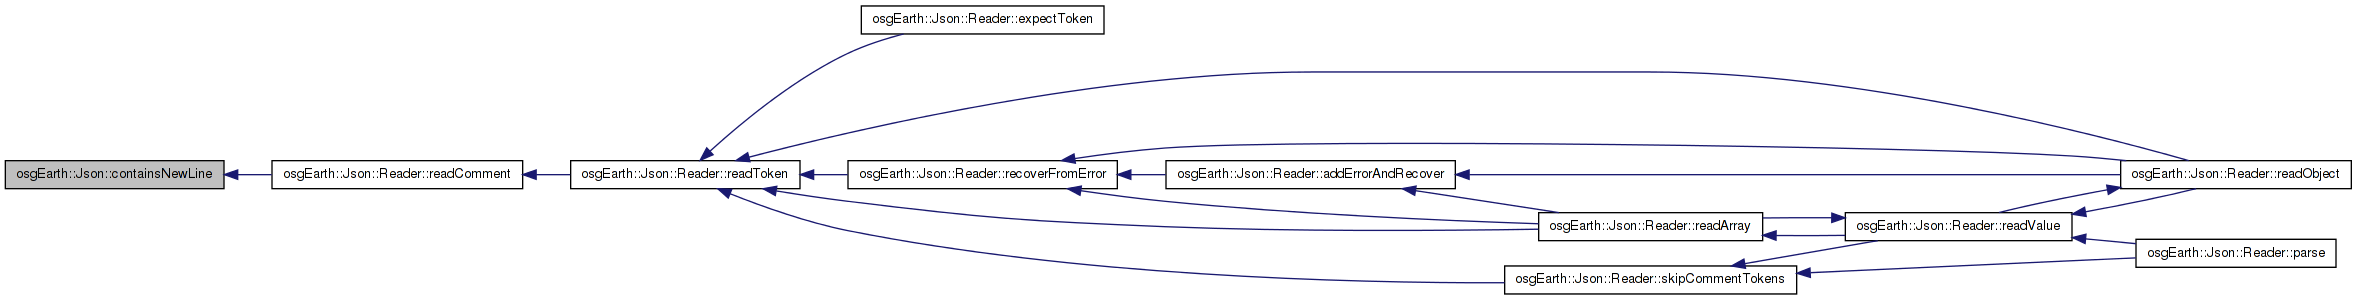 osgEarth::Json::Reader::expectToken
osgEarth::Json::containsNewLine
osgEarth::Json::Reader::readComment
osgEarth::Json::Reader::readToken
osgEarth::Json::Reader::recoverFromError
osgEarth::Json::Reader::addErrorAndRecover
osgEarth::Json::Reader::readObject
osgEarth::Json::Reader::readArray
osgEarth::Json::Reader::readValue
osgEarth::Json::Reader::parse
osgEarth::Json::Reader::skipCommentTokens